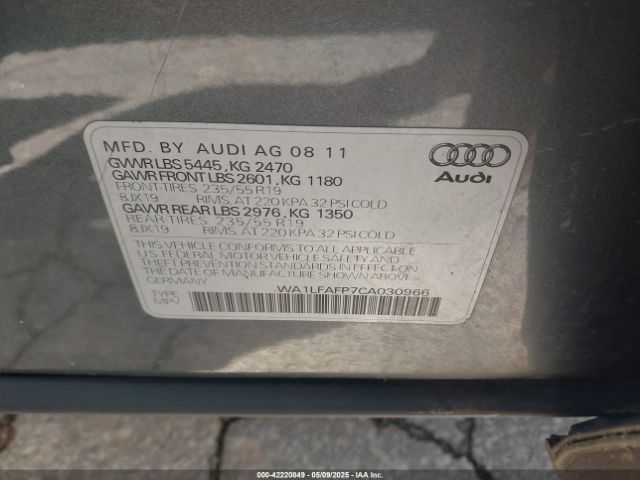 MFD. BY AUDI AG 08 11
GVWR LBS 5445, KG 2470
GAWR FRONT LBS 2601, KG 1180
FRONT-TIRES 235/55 R19
8JX19 RIMS, AT 220 KPA 32 PSI COLD
GAWR REAR LBS 2976, KG 1350
REAR-TIRES 235/55 R19
8JX19 RIMS, AT 220 KPA 32 PSI COLD
THIS VEHICLE CONFORMS TO ALL APPLICABLE
U.S FEDERAL MOTOR VEHICLE SAFETY AND
THEFT PREVENTION STANDARDS IN EFFECT ON
THE DATE OF MANUFACTURE SHOWN ABOVE.
TYPE WA1LFAFP7CA030966
MPV
Audi
000-42220849 05/09/2025 IAAI.COM